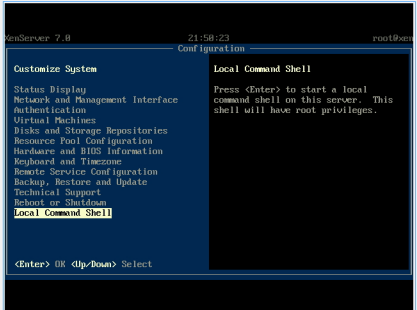 XenServer 7.0 21:50:23 root@xen
Configuration
Customize System
Status Display
Network and Management Interface
Authentication
Virtual Machines
Disks and Storage Repositories
Resource Pool Configuration
Hardware and BIOS Information
Keyboard and Timezone
Remote Service Configuration
Backup, Restore and Update
Technical Support
Reboot or Shutdown
Local Command Shell
Local Command Shell
Press <Enter> to start a local
command shell on this server. This
shell will have root privileges.
<Enter> OK <Up/Down> Select